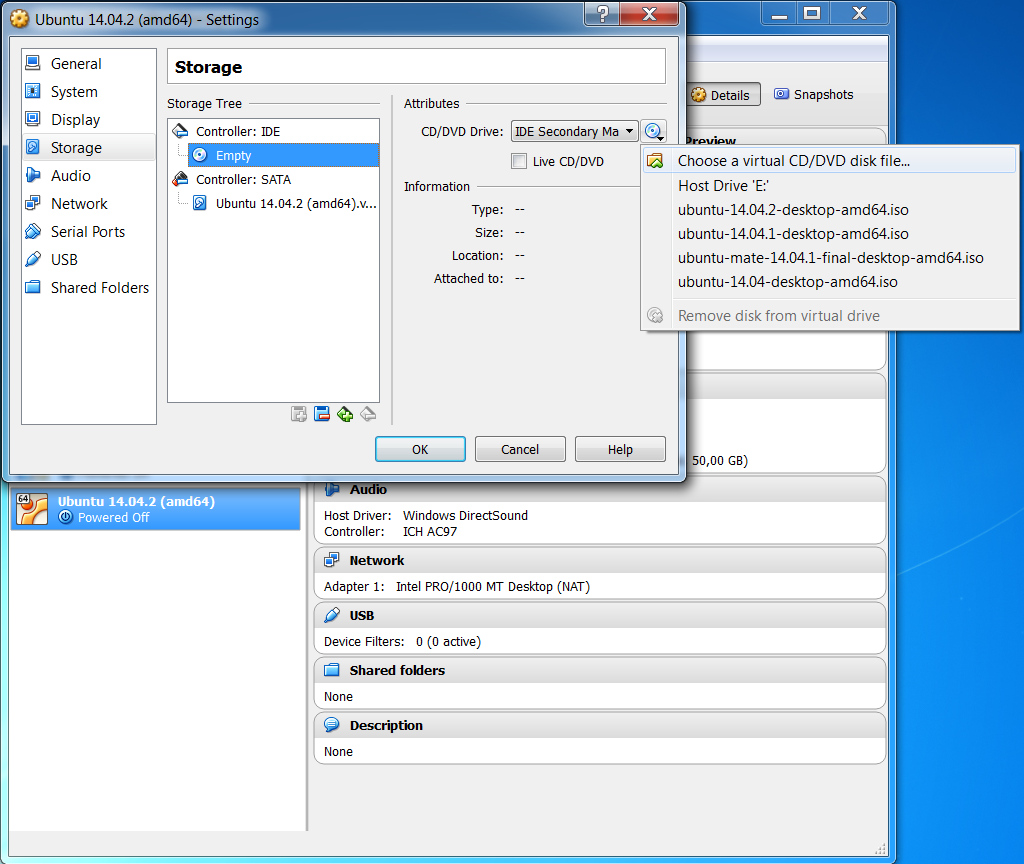 Ubuntu 14.04.2 (amd64) - Settings
General
System
Display
Storage
Audio
Network
Serial Ports
USB
Shared Folders
Storage
Storage Tree
Controller: IDE
Empty
Controller: SATA
Ubuntu 14.04.2 (amd64).v...
Attributes
CD/DVD Drive:
IDE Secondary Ma
Live CD/DVD
Information
Type: --
Size: --
Location: --
Attached to: --
OK
Cancel
Help
Details
Snapshots
Preview
Choose a virtual CD/DVD disk file...
Host Drive 'E:'
ubuntu-14.04.2-desktop-amd64.iso
ubuntu-14.04.1-desktop-amd64.iso
ubuntu-mate-14.04.1-final-desktop-amd64.iso
ubuntu-14.04-desktop-amd64.iso
Remove disk from virtual drive
50,00 GB)
64
Ubuntu 14.04.2 (amd64)
Powered Off
Audio
Host Driver: Windows DirectSound
Controller: ICH AC97
Network
Adapter 1: Intel PRO/1000 MT Desktop (NAT)
USB
Device Filters: 0 (0 active)
Shared folders
None
Description
None